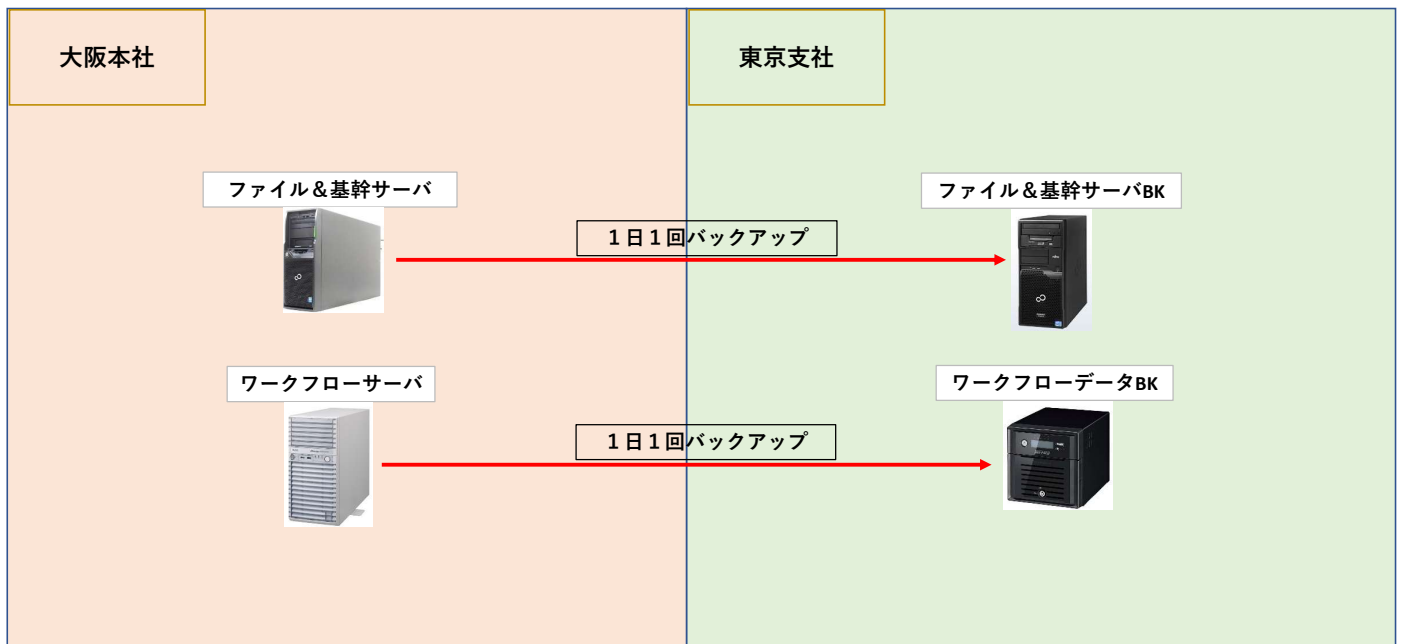 大阪本社
東京支社
ファイル＆基幹サーバ
ファイル＆基幹サーバBK
１日１回バックアップ
ワークフローサーバ
ワークフローデータBK
１日１回バックアップ